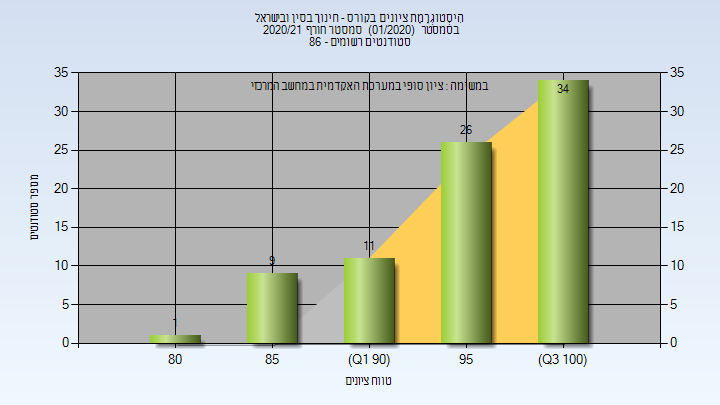 היסטוגרמת ציונים בקורס - חינוך בסין ובישראל
בסמסטר (01/2020) סמסטר חורף 2020/21
סטודנטים רשומים - 86
במשימה : ציון סופי במערכת האקדמית במחשב המרכזי
35 35
30 30
25 25
20 20
15 15
10 10
5 5
0 0
1
9
11
26
34
מספר סטודנטים
80
85
(Q1 90)
95
(Q3 100)
טווח ציונים